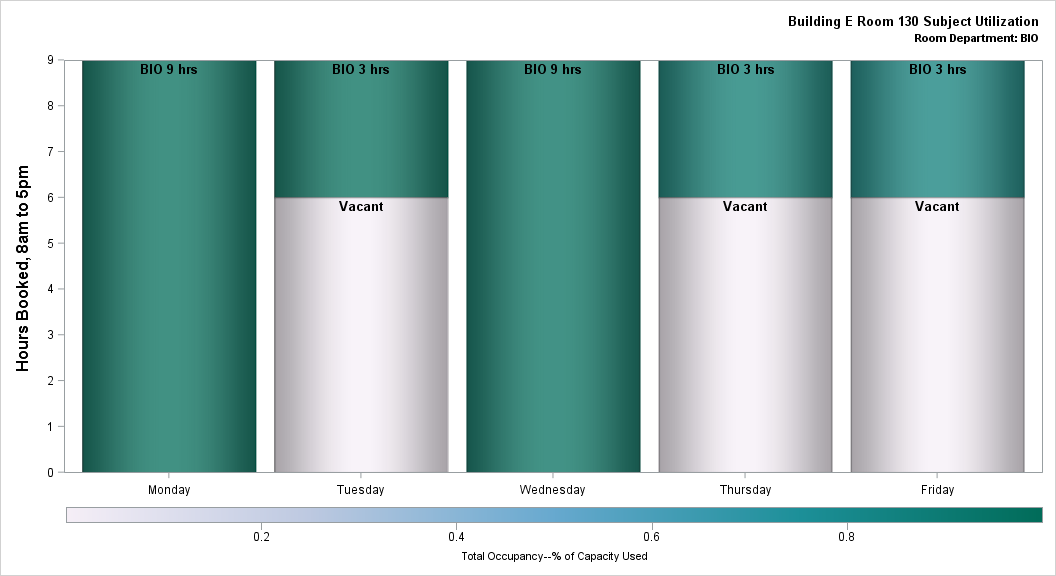 Building E Room 130 Subject Utilization
Room Department: BIO
Hours Booked, 8am to 5pm
9
8
7
6
5
4
3
2
1
0
BIO 9 hrs
BIO 3 hrs
BIO 9 hrs
BIO 3 hrs
BIO 3 hrs
Vacant
Vacant
Vacant
Monday
Tuesday
Wednesday
Thursday
Friday
0.2
0.4
0.6
0.8
Total Occupancy--% of Capacity Used